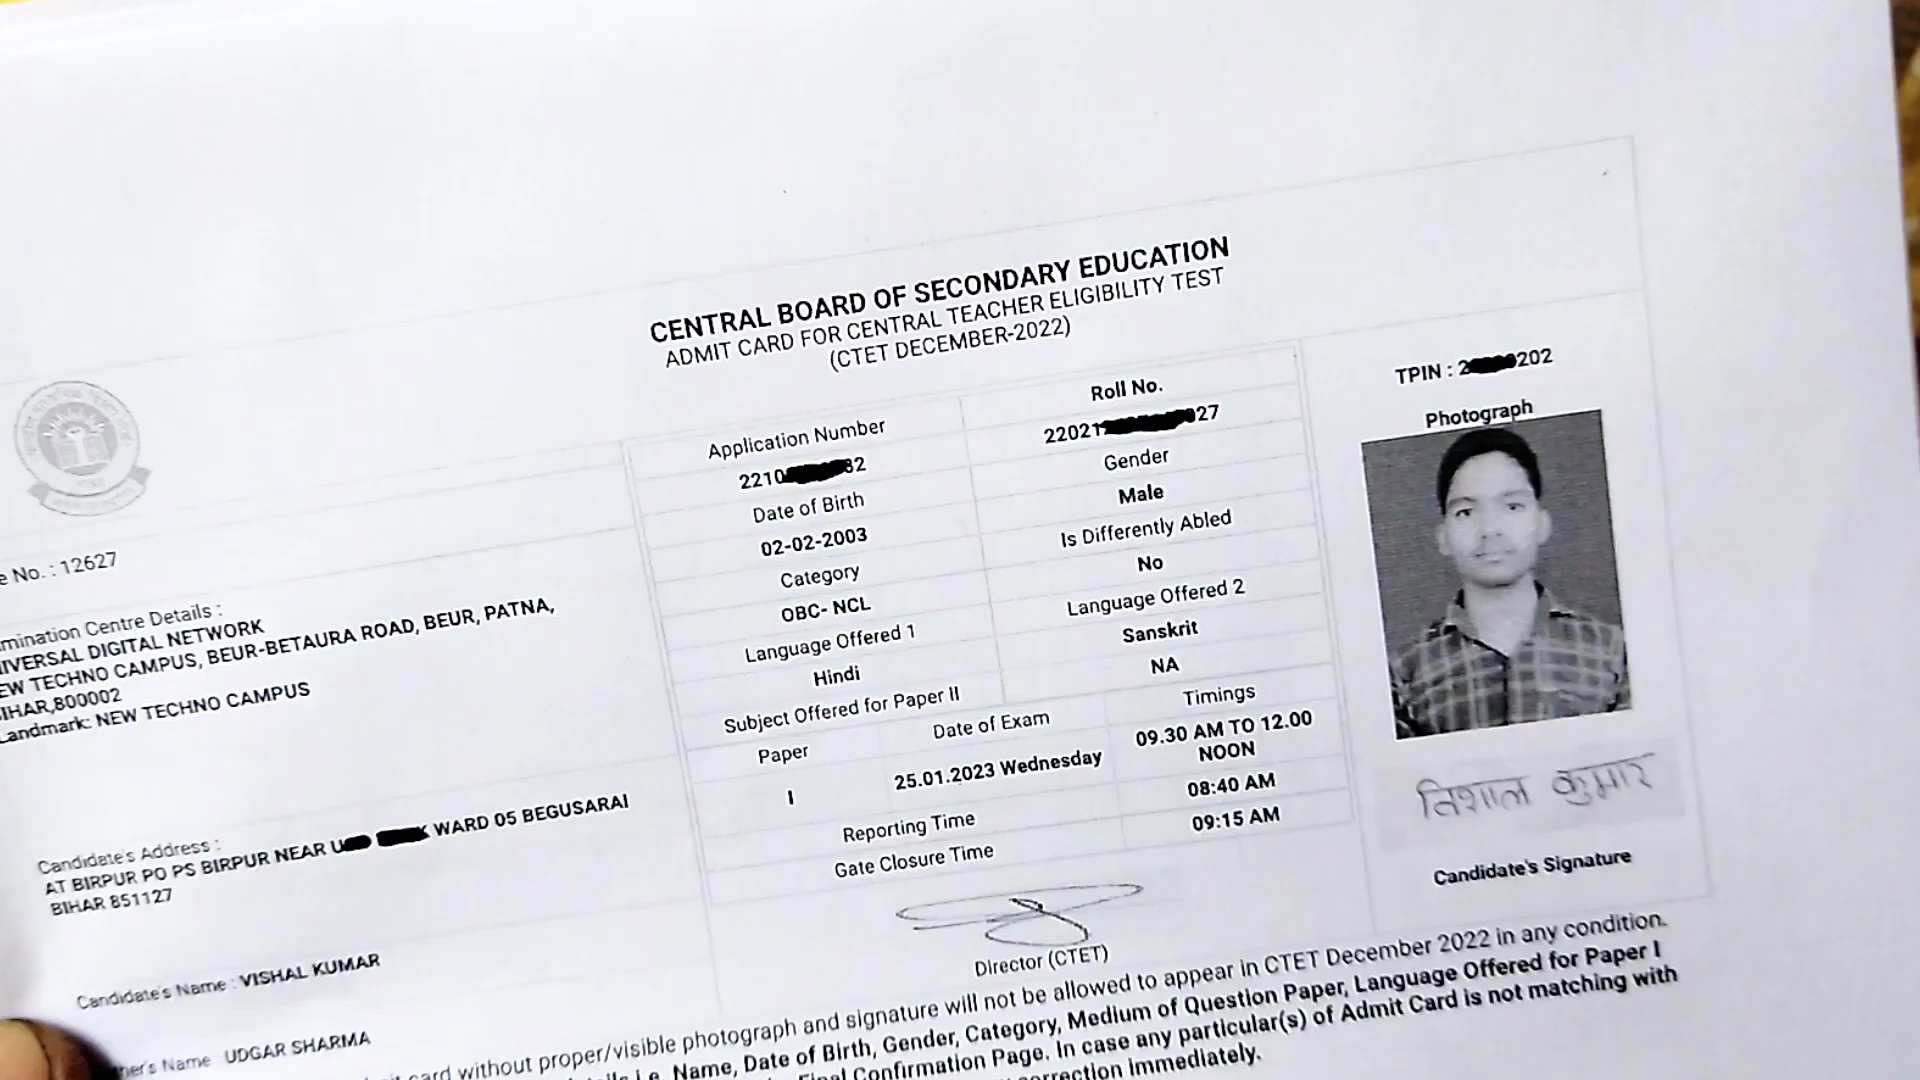 CENTRAL BOARD OF SECONDARY EDUCATION
ADMIT CARD FOR CENTRAL TEACHER ELIGIBILITY TEST
(CTET DECEMBER-2022)
e No. : 12627
mination Centre Details :
IVERSAL DIGITAL NETWORK
EW TECHNO CAMPUS, BEUR-BETAURA ROAD, BEUR, PATNA,
IHAR,800002
Landmark: NEW TECHNO CAMPUS
Candidate's Address :
AT BIRPUR PO PS BIRPUR NEAR U K WARD 05 BEGUSARAI
BIHAR 851127
Candidate's Name : VISHAL KUMAR
her's Name UDGAR SHARMA
Application Number Roll No.
2210 82 22021 027
Date of Birth Gender
02-02-2003 Male
Category Is Differently Abled
OBC- NCL No
Language Offered 1 Language Offered 2
Hindi Sanskrit
Subject Offered for Paper II NA
Paper Date of Exam Timings
I 25.01.2023 Wednesday 09.30 AM TO 12.00
NOON
Reporting Time 08:40 AM
Gate Closure Time 09:15 AM
Director (CTET)
TPIN : 2 202
Photograph
विशाल कुमार
Candidate's Signature
card without proper/visible photograph and signature will not be allowed to appear in CTET December 2022 in any condition.
i.e. Name, Date of Birth, Gender, Category, Medium of Question Paper, Language Offered for Paper I
Final Confirmation Page. In case any particular(s) of Admit Card is not matching with
correction immediately.